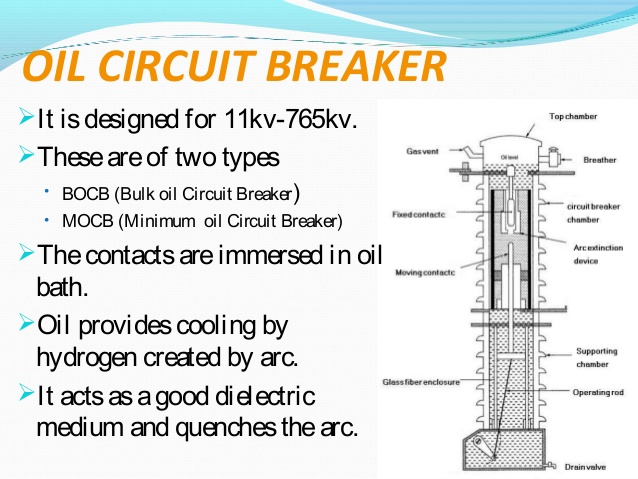 OIL CIRCUIT BREAKER
It is designed for 11kv-765kv.
These are of two types
BOCB (Bulk oil Circuit Breaker)
MOCB (Minimum oil Circuit Breaker)
The contacts are immersed in oil
bath.
Oil provides cooling by
hydrogen created by arc.
It acts as a good dielectric
medium and quenches the arc.
Top chamber
Gas vent
Oil level
Breather
Fixed contactc
circuit breaker
chamber
Arc extinction
device
Moving contactc
Supporting
chamber
Glass fiber enclosure
Operating rod
Drain valve